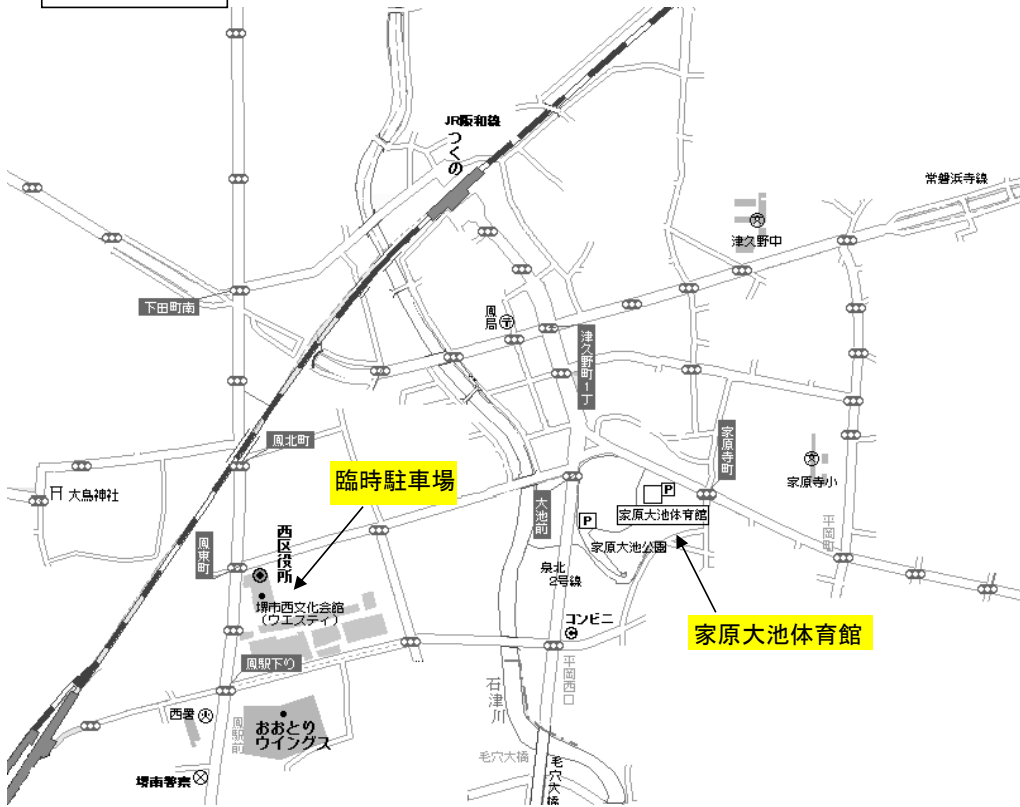 JR阪和線
つくの
常磐浜寺線
津久野中
下田町南
鳳局
津久野町1丁
鳳北町
家原寺町
臨時駐車場
大鳥神社
家原寺小
P
家原大池体育館
大池前
P
平岡町
鳳東町
西区役所
家原大池公園
泉北
2号線
堺市西文化会館
(ウエスティ)
コンビニ
家原大池体育館
鳳駅下り
平岡西口
石津川
西署
鳳駅前
おおとり
ウイングス
毛穴大橋
毛穴大橋
堺南警察